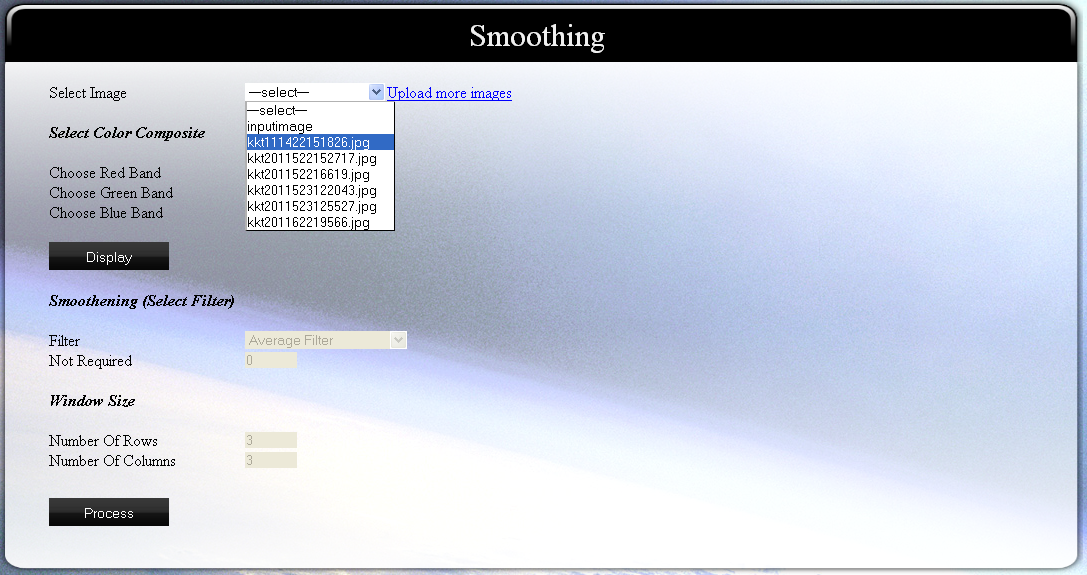 Smoothing
Select Image —select— Upload more images
—select—
inputimage
Select Color Composite
kkt111422151826.jpg
kkt2011522152717.jpg
Choose Red Band kkt201152216619.jpg
Choose Green Band kkt2011523122043.jpg
Choose Blue Band kkt2011523125527.jpg
kkt201162219566.jpg
Display
Smoothening (Select Filter)
Filter Average Filter
Not Required 0
Window Size
Number Of Rows 3
Number Of Columns 3
Process